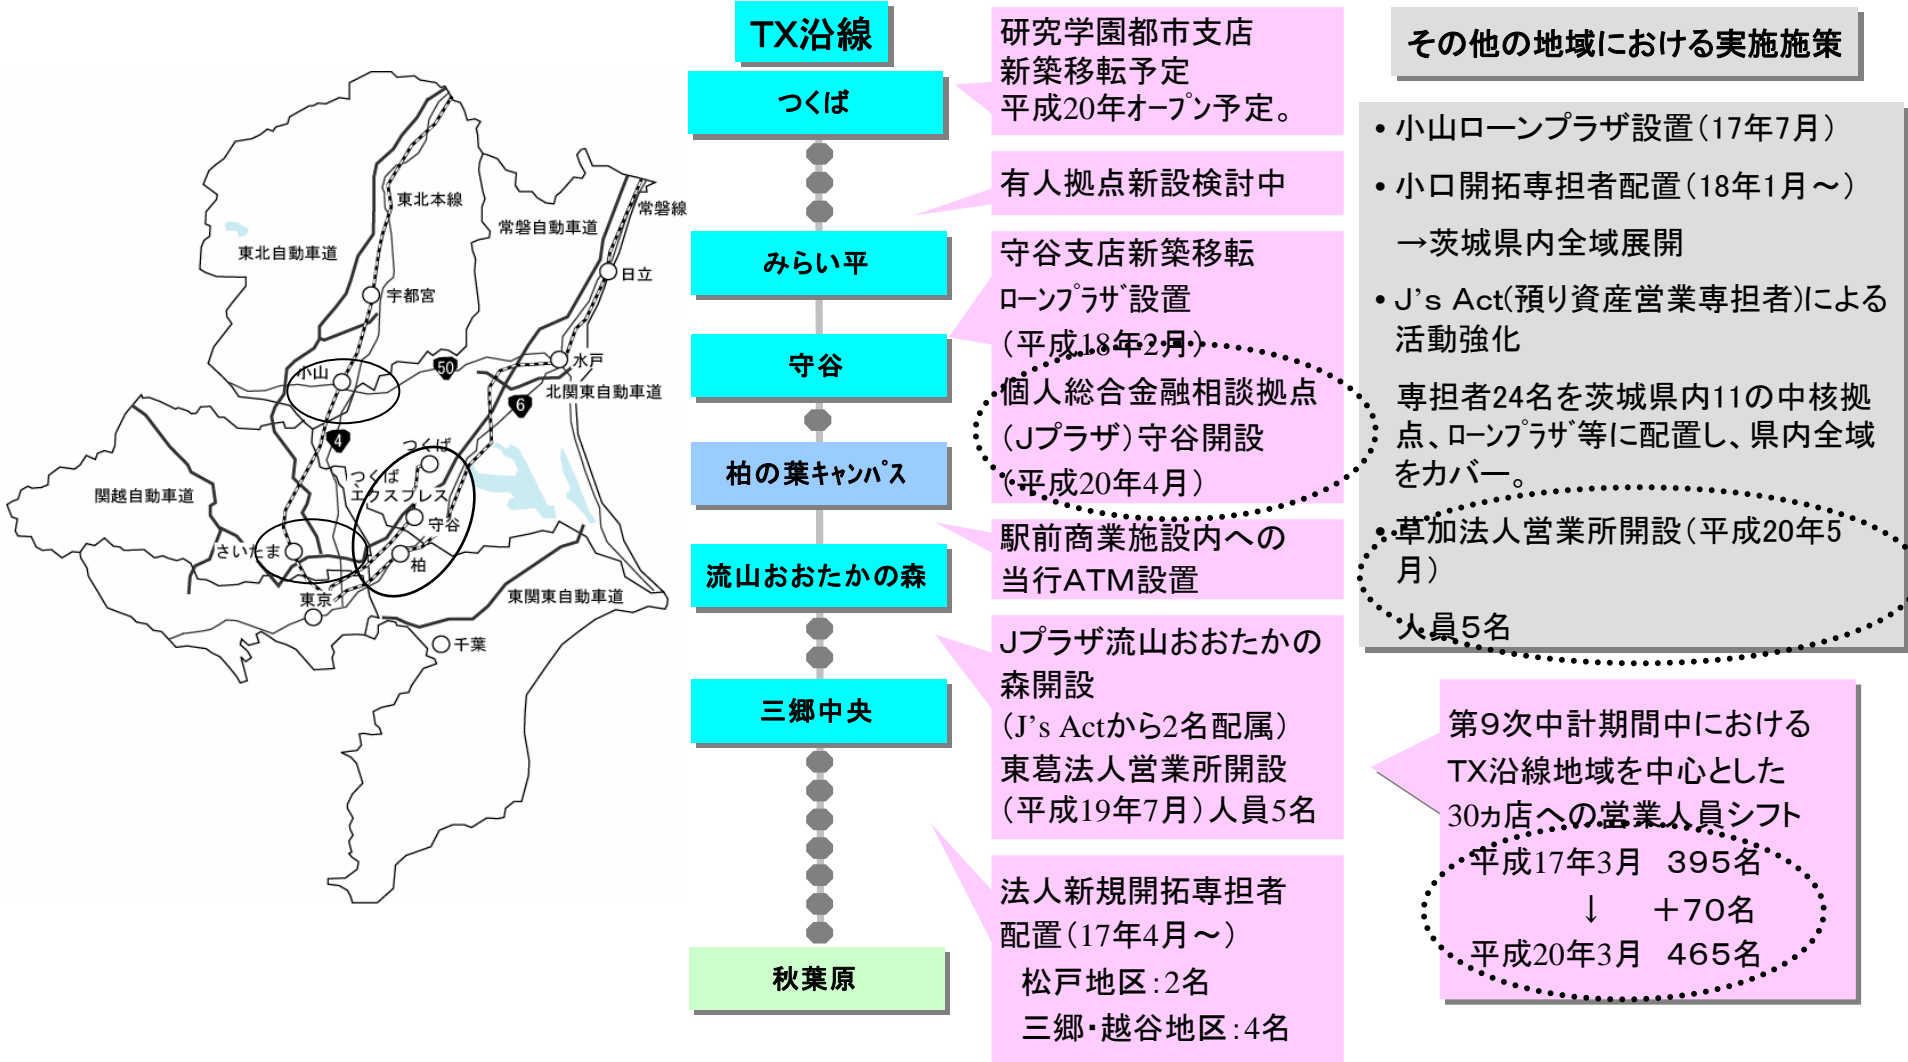 東北本線
常磐線
常磐自動車道
東北自動車道
日立
宇都宮
水戸
50
小山
北関東自動車道
6
4
つくば
つくば
エクスプレス
関越自動車道
守谷
さいたま
柏
東京
東関東自動車道
千葉
TX沿線
つくば
みらい平
守谷
柏の葉キャンパス
流山おおたかの森
三郷中央
秋葉原
研究学園都市支店
新築移転予定
平成20年オープン予定。
有人拠点新設検討中
守谷支店新築移転
ローンプラザ設置
(平成18年2月)
個人総合金融相談拠点
(Jプラザ)守谷開設
(平成20年4月)
駅前商業施設内への
当行ATM設置
Jプラザ流山おおたかの
森開設
(J’s Actから2名配属)
東葛法人営業所開設
(平成19年7月)人員5名
法人新規開拓専担者
配置(17年4月～)
松戸地区:2名
三郷・越谷地区:4名
その他の地域における実施施策
• 小山ローンプラザ設置(17年7月)
• 小口開拓専担者配置(18年1月～)
→茨城県内全域展開
• J’s Act(預り資産営業専担者)による
活動強化
専担者24名を茨城県内11の中核拠
点、ローンプラザ等に配置し、県内全域
をカバー。
• 草加法人営業所開設(平成20年5
月)
人員5名
第9次中計期間中における
TX沿線地域を中心とした
30ヵ店への営業人員シフト
平成17年3月 395名
↓ +70名
平成20年3月 465名